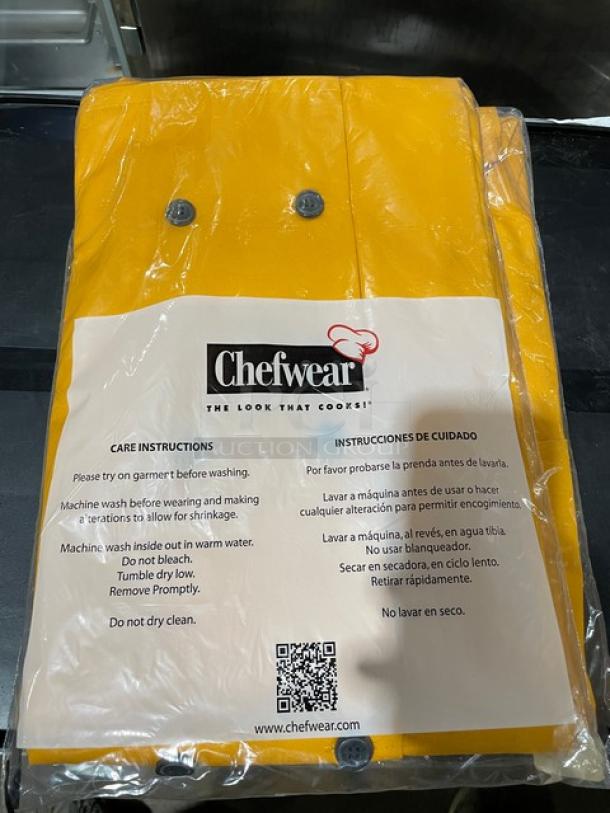 Chefwear
THE LOOK THAT COOKS!®
CARE INSTRUCTIONS
Please try on garment before washing.
Machine wash before wearing and making
alterations to allow for shrinkage.
Machine wash inside out in warm water.
Do not bleach.
Tumble dry low.
Remove Promptly.
Do not dry clean.
INSTRUCCIONES DE CUIDADO
Por favor probarse la prenda antes de lavarla.
Lavar a máquina antes de usar o hacer
cualquier alteración para permitir encogimiento.
Lavar a máquina, al revés, en agua tibia.
No usar blanqueador.
Secar en secadora, en ciclo lento.
Retirar rápidamente.
No lavar en seco.
www.chefwear.com
AUCTION GROUP